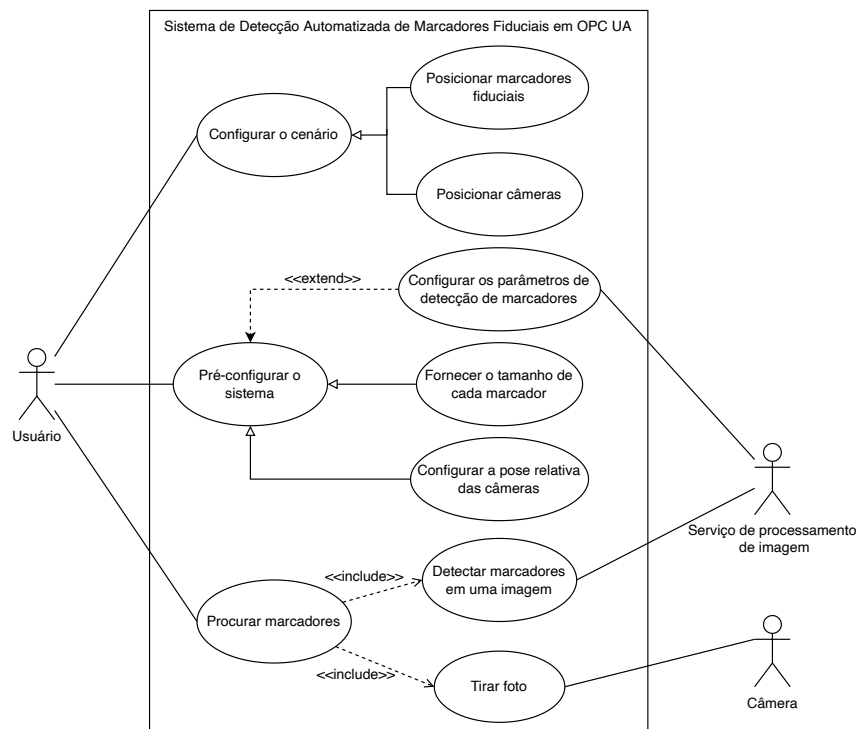 Sistema de Detecção Automatizada de Marcadores Fiduciais em OPC UA
Posicionar marcadores
fiduciais
Configurar o cenário
Posicionar câmeras
<<extend>>
Configurar os parâmetros de
detecção de marcadores
Pré-configurar o
sistema
Fornecer o tamanho de
cada marcador
Usuário
Configurar a pose relativa
das câmeras
Serviço de processamento
de imagem
<<include>>
Detectar marcadores
em uma imagem
Procurar marcadores
<<include>>
Tirar foto
Câmera